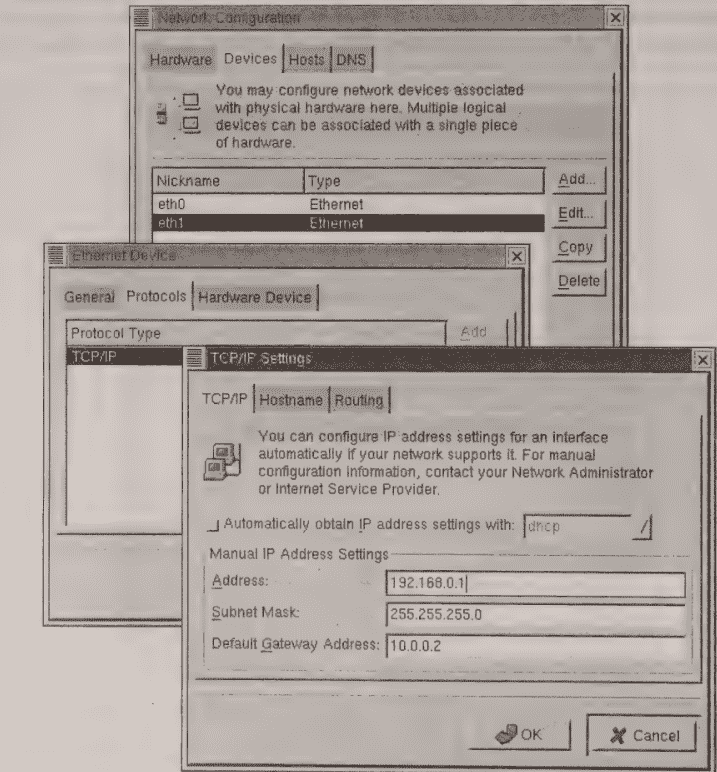 Network Configuration
Hardware Devices Hosts DNS
You may configure network devices associated
with physical hardware here. Multiple logical
devices can be associated with a single piece
of hardware.
Nickname Type
eth0 Ethernet
eth1 Ethernet
Add...
Edit...
Copy
Delete
Ethernet Device
General Protocols Hardware Device
Protocol Type
TCP/IP
Add
TCP/IP Settings
TCP/IP Hostname Routing
You can configure IP address settings for an interface
automatically if your network supports it. For manual
configuration information, contact your Network Administrator
or Internet Service Provider.
Automatically obtain IP address settings with: dhcp
Manual IP Address Settings
Address: 192.168.0.1
Subnet Mask: 255.255.255.0
Default Gateway Address: 10.0.0.2
OK Cancel